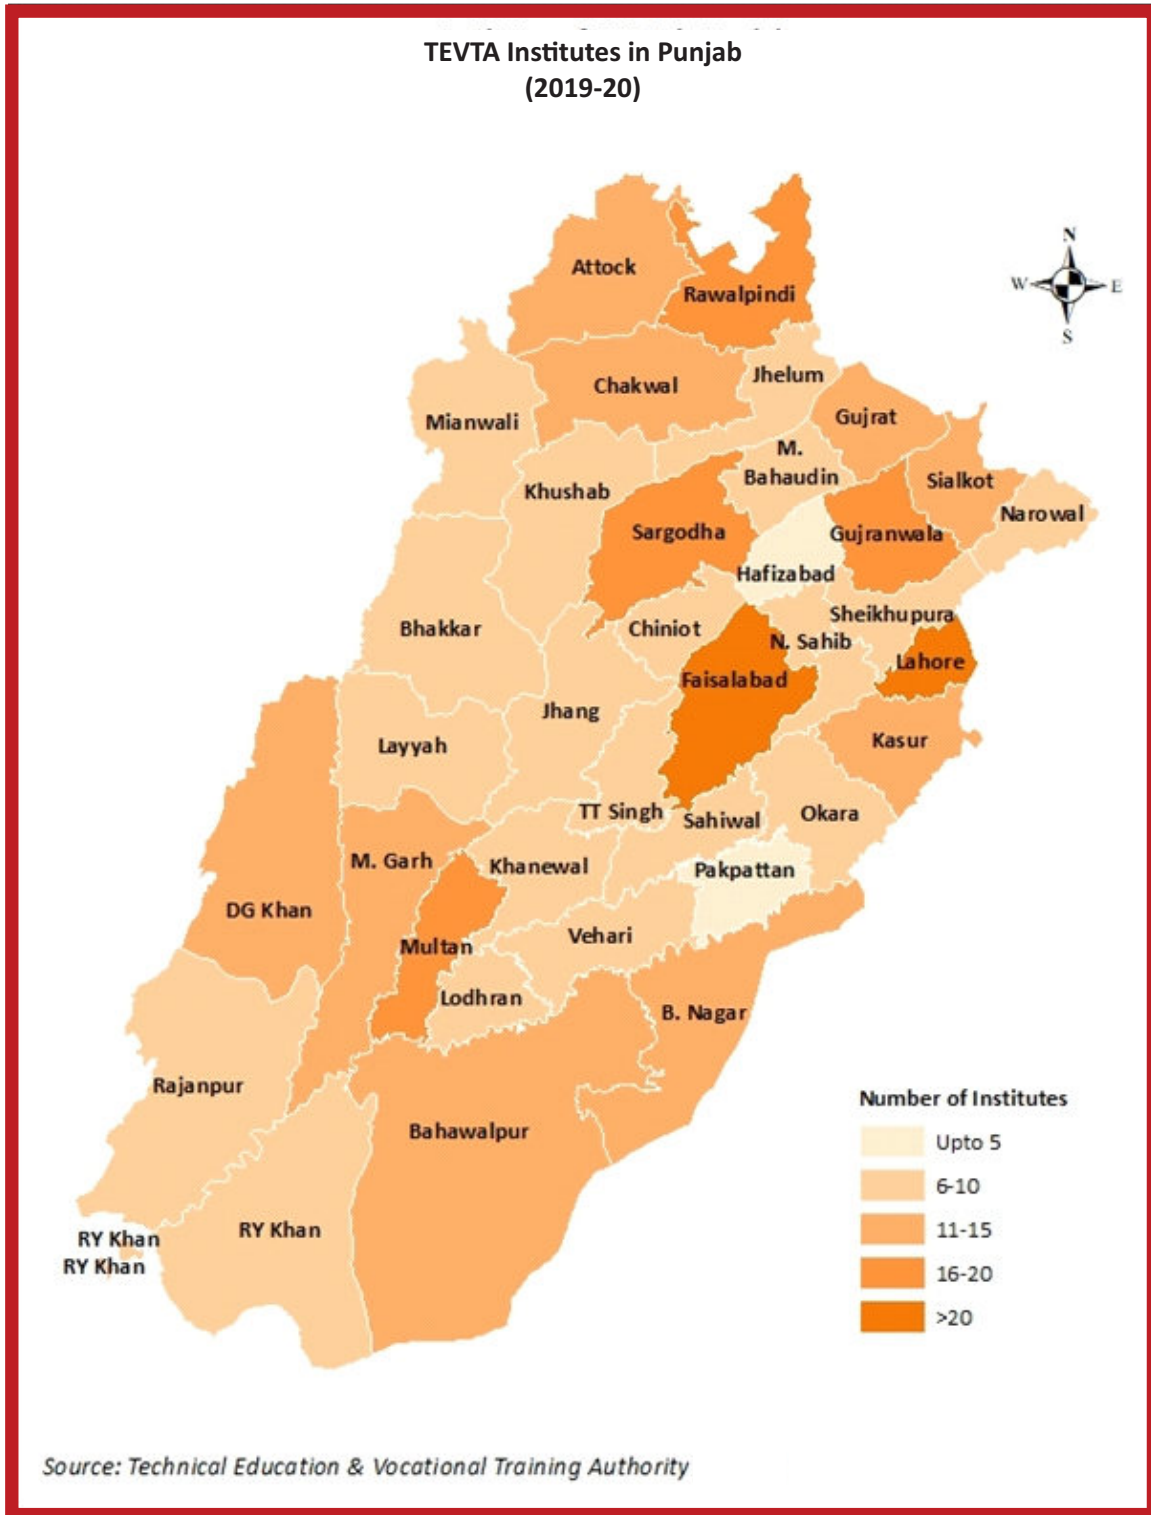 TEVTA Institutes in Punjab
(2019-20)
N
W
E
S
Attock
Rawalpindi
Chakwal
Jhelum
Mianwali
Gujrat
M.
Bahaudin
Khushab
Sialkot
Narowal
Sargodha
Gujranwala
Hafizabad
Sheikhupura
Bhakkar
Chiniot
N. Sahib
Lahore
Faisalabad
Jhang
Kasur
Layyah
TT Singh
Sahiwal
Okara
M. Garh
Khanewal
Pakpattan
DG Khan
Multan
Vehari
Lodhran
B. Nagar
Rajanpur
Bahawalpur
RY Khan
RY Khan
RY Khan
Number of Institutes
Upto 5
6-10
11-15
16-20
>20
Source: Technical Education & Vocational Training Authority